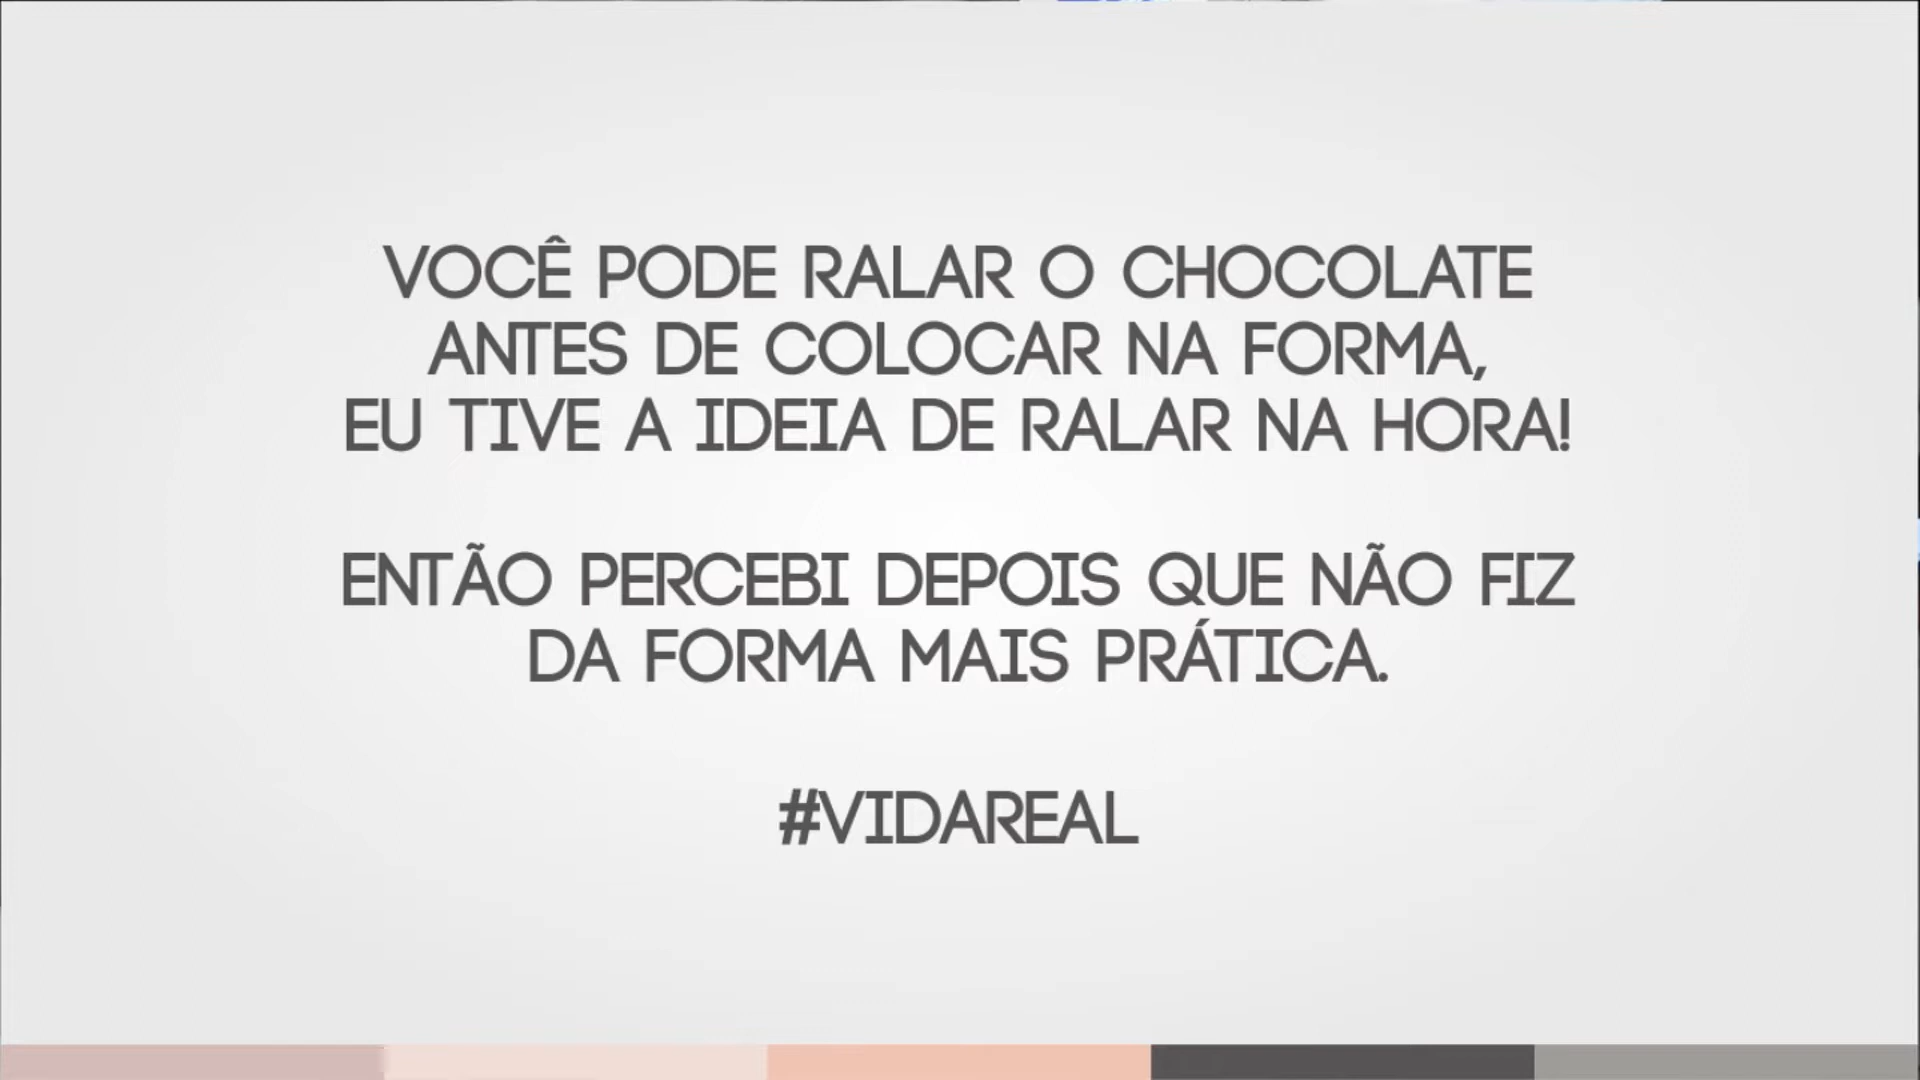 VOCÊ PODE RALAR O CHOCOLATE
ANTES DE COLOCAR NA FORMA,
EU TIVE A IDEIA DE RALAR NA HORA!
ENTÃO PERCEBI DEPOIS QUE NÃO FIZ
DA FORMA MAIS PRÁTICA.
#VIDAREAL